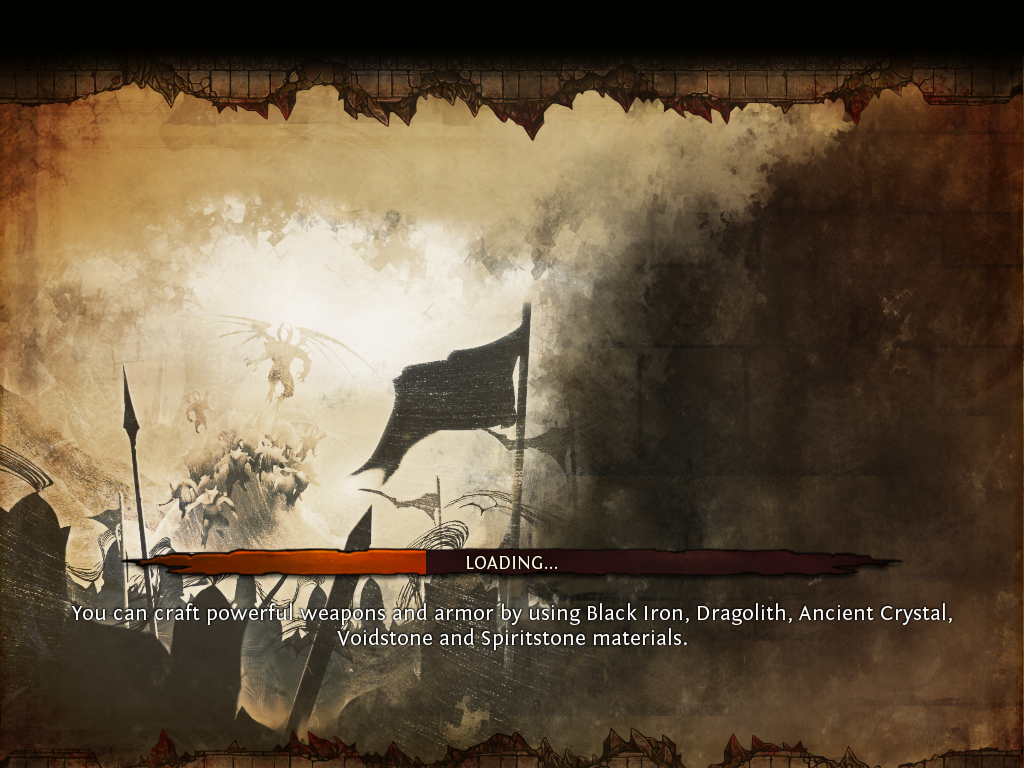 LOADING...
You can craft powerful weapons and armor by using Black Iron, Dragolith, Ancient Crystal,
Voidstone and Spiritstone materials.